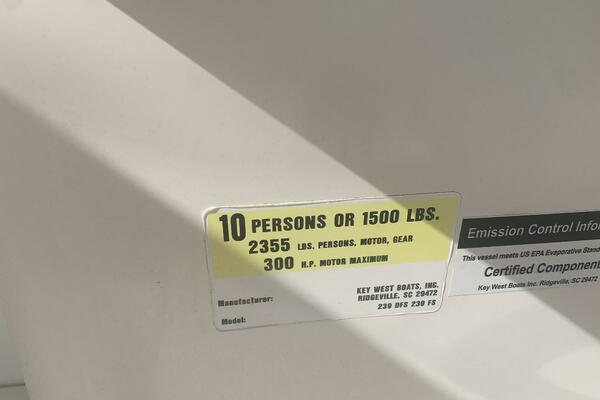 10 PERSONS OR 1500 LBS.
2355 LBS. PERSONS, MOTOR, GEAR
300 H.P. MOTOR MAXIMUM
Manufacturer: KEY WEST BOATS, INC.
RIDGEVILLE, SC 29472
Model: 239 DFS 239 FS
Emission Control Infor
This vessel meets US EPA Evaporative Stand
Certified Component
Key West Boats Inc. Ridgeville, SC 29472